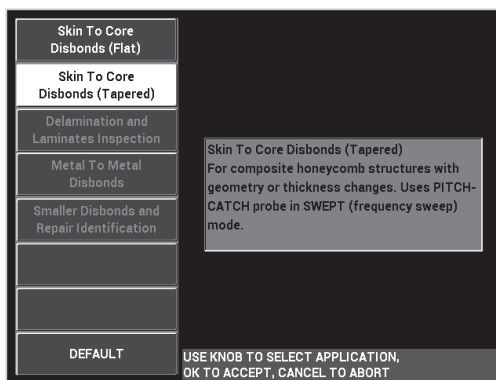 Skin To Core
Disbonds (Flat)
Skin To Core
Disbonds (Tapered)
Delamination and
Laminates Inspection
Metal To Metal
Disbonds
Smaller Disbonds and
Repair Identification
DEFAULT
Skin To Core Disbonds (Tapered)
For composite honeycomb structures with
geometry or thickness changes. Uses PITCH-
CATCH probe in SWEPT (frequency sweep)
mode.
USE KNOB TO SELECT APPLICATION,
OK TO ACCEPT, CANCEL TO ABORT